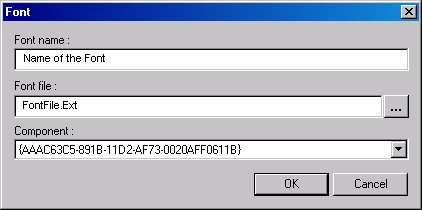 Font
Font name :
Name of the Font
Font file :
FontFile.Ext
...
Component :
{AAAC63C5-891B-11D2-AF73-0020AFF0611B}
OK
Cancel